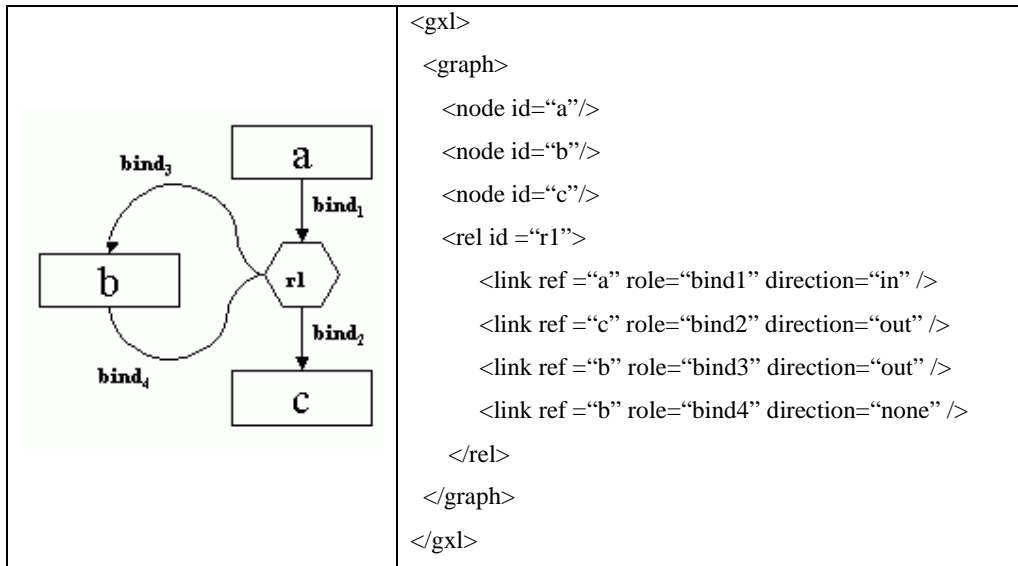 a
bind₃
bind₁
b
r1
bind₂
bind₄
c
<gxl>
<graph>
<node id=“a”/>
<node id=“b”/>
<node id=“c”/>
<rel id =“r1”>
<link ref =“a” role=“bind1” direction=“in” />
<link ref =“c” role=“bind2” direction=“out” />
<link ref =“b” role=“bind3” direction=“out” />
<link ref =“b” role=“bind4” direction=“none” />
</rel>
</graph>
</gxl>